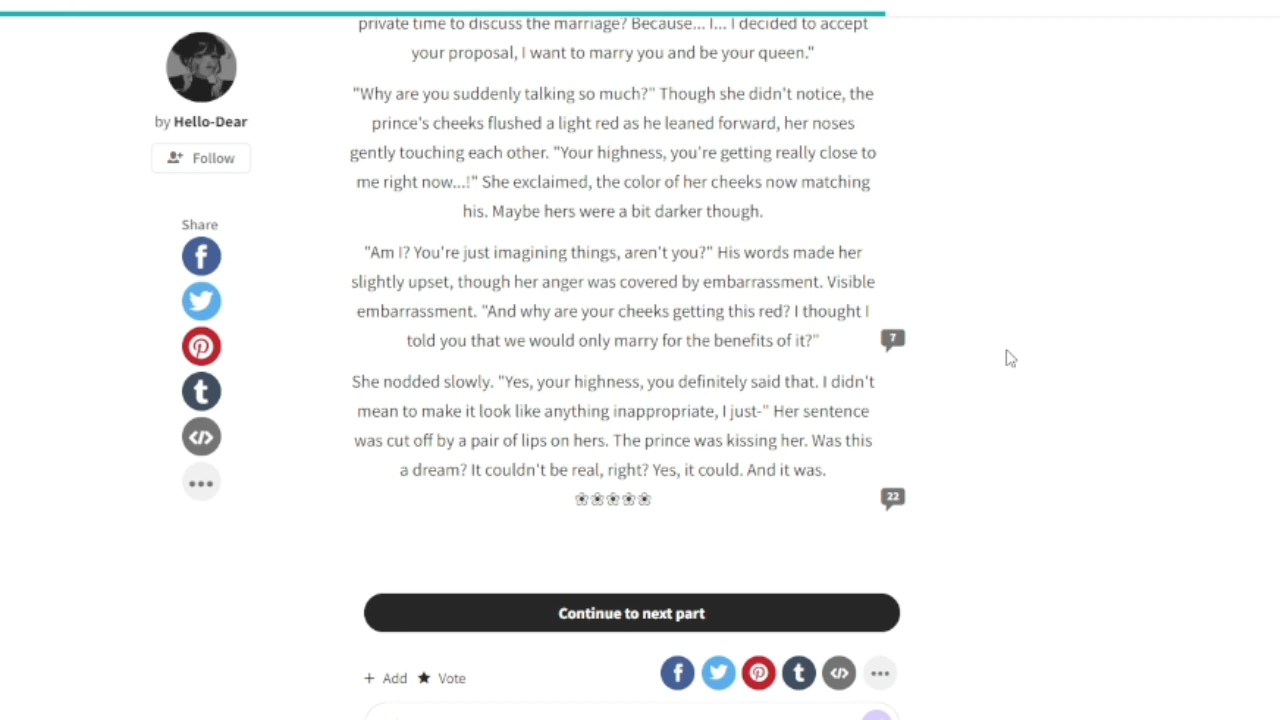 private time to discuss the marriage? Because... I... I decided to accept
your proposal, I want to marry you and be your queen."
by Hello-Dear
Follow
Share
"Why are you suddenly talking so much?" Though she didn't notice, the
prince's cheeks flushed a light red as he leaned forward, her noses
gently touching each other. "Your highness, you're getting really close to
me right now...!" She exclaimed, the color of her cheeks now matching
his. Maybe hers were a bit darker though.
"Am I? You're just imagining things, aren't you?" His words made her
slightly upset, though her anger was covered by embarrassment. Visible
embarrassment. "And why are your cheeks getting this red? I thought I
told you that we would only marry for the benefits of it?"
7
She nodded slowly. "Yes, your highness, you definitely said that. I didn't
mean to make it look like anything inappropriate, I just-" Her sentence
was cut off by a pair of lips on hers. The prince was kissing her. Was this
a dream? It couldn't be real, right? Yes, it could. And it was.
❀❀❀❀❀
22
Continue to next part
+ Add ★ Vote